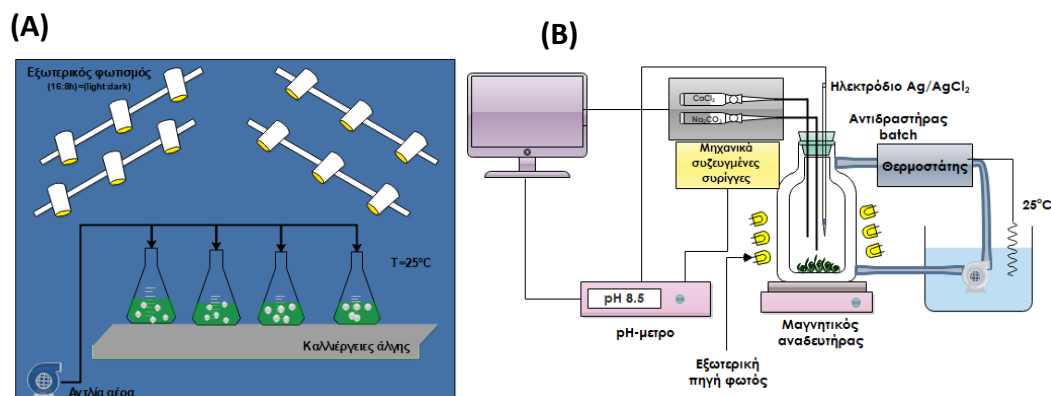 (A)
Εξωτερικός φωτισμός
(16:8h)=(light:dark)
T=25°C
Καλλιέργειες άλγης
Αντλία αέρα
(B)
CaCl2
Na2CO3
Μηχανικά
συζευγμένες
συρίγγες
Ηλεκτρόδιο Ag/AgCl2
Αντιδραστήρας
batch
Θερμοστάτης
25°C
pH 8.5
pH-μετρο
Μαγνητικός
αναδευτήρας
Εξωτερική
πηγή φωτός